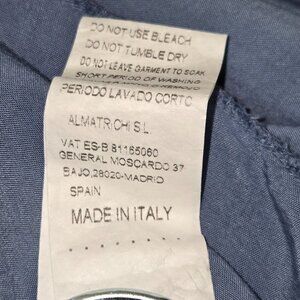 DO NOT USE BLEACH
DO NOT TUMBLE DRY
DO NOT LEAVE GARMENT TO SOAK
SHORT PERIOD OF WASHING
PERIODO LAVADO CORTO
ALMATRICHI S.L.
VAT ES-B 81165060
GENERAL MOSCARDO 37
BAJO,28020-MADRID
SPAIN
MADE IN ITALY